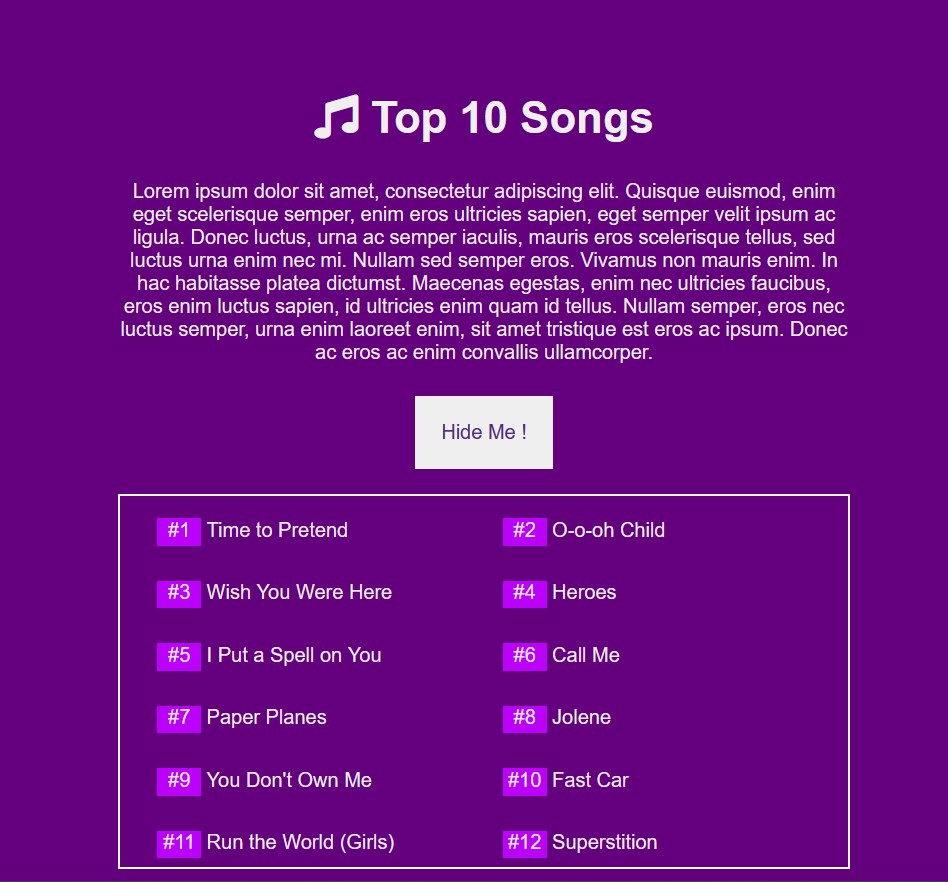 Top 10 Songs
Lorem ipsum dolor sit amet, consectetur adipiscing elit. Quisque euismod, enim
eget scelerisque semper, enim eros ultricies sapien, eget semper velit ipsum ac
ligula. Donec luctus, urna ac semper iaculis, mauris eros scelerisque tellus, sed
luctus urna enim nec mi. Nullam sed semper eros. Vivamus non mauris enim. In
hac habitasse platea dictumst. Maecenas egestas, enim nec ultricies faucibus,
eros enim luctus sapien, id ultricies enim quam id tellus. Nullam semper, eros nec
luctus semper, urna enim laoreet enim, sit amet tristique est eros ac ipsum. Donec
ac eros ac enim convallis ullamcorper.
Hide Me !
#1 Time to Pretend
#2 O-o-oh Child
#3 Wish You Were Here
#4 Heroes
#5 I Put a Spell on You
#6 Call Me
#7 Paper Planes
#8 Jolene
#9 You Don't Own Me
#10 Fast Car
#11 Run the World (Girls)
#12 Superstition